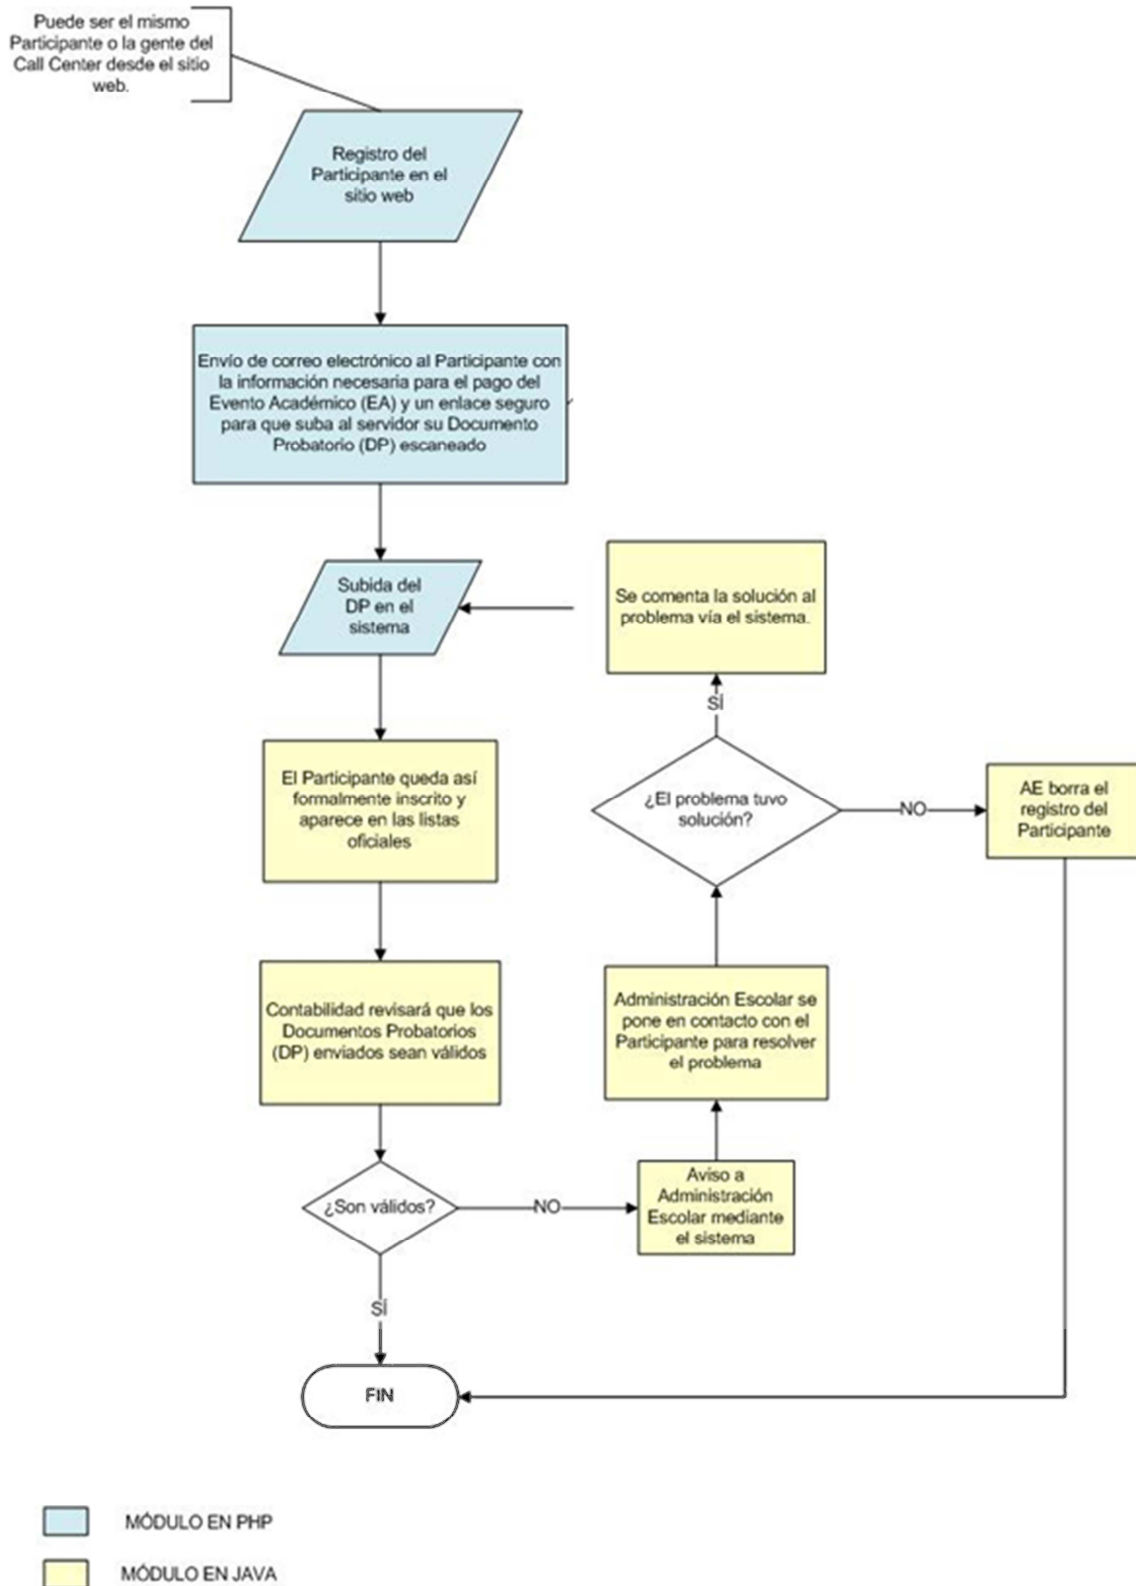 Puede ser el mismo
Participante o la gente del
Call Center desde el sitio
web.
Registro del
Participante en el
sitio web
Envío de correo electrónico al Participante con
la información necesaria para el pago del
Evento Académico (EA) y un enlace seguro
para que suba al servidor su Documento
Probatorio (DP) escaneado
Subida del
DP en el
sistema
Se comenta la solución al
problema vía el sistema.
SÍ
El Participante queda así
formalmente inscrito y
aparece en las listas
oficiales
¿El problema tuvo
solución?
NO
AE borra el
registro del
Participante
Contabilidad revisará que los
Documentos Probatorios
(DP) enviados sean válidos
Administración Escolar se
pone en contacto con el
Participante para resolver
el problema
¿Son válidos?
NO
Aviso a
Administración
Escolar mediante
el sistema
SÍ
FIN
MÓDULO EN PHP
MÓDULO EN JAVA